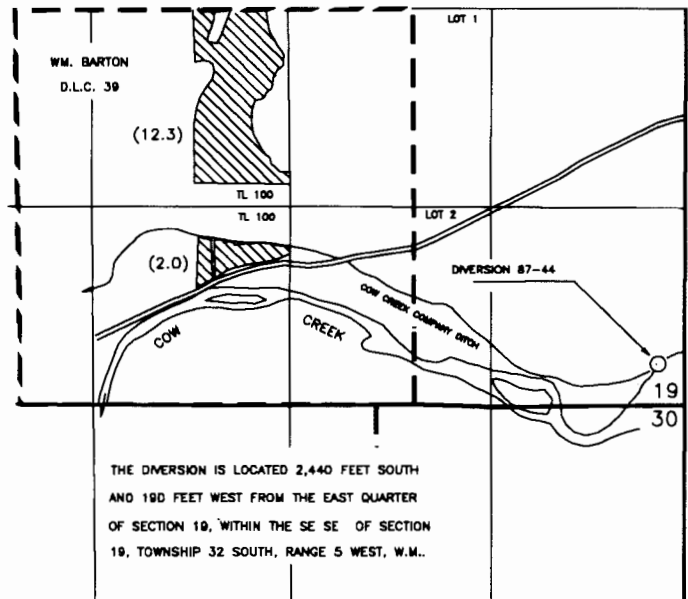 LOT 1
WM. BARTON
D.L.C. 39
(12.3)
TL 100
TL 100
LOT 2
(2.0)
DIVERSION 87-44
COW CREEK COMPANY DITCH
COW
CREEK
19
30
THE DIVERSION IS LOCATED 2,440 FEET SOUTH
AND 190 FEET WEST FROM THE EAST QUARTER
OF SECTION 19, WITHIN THE SE SE OF SECTION
19, TOWNSHIP 32 SOUTH, RANGE 5 WEST, W.M..